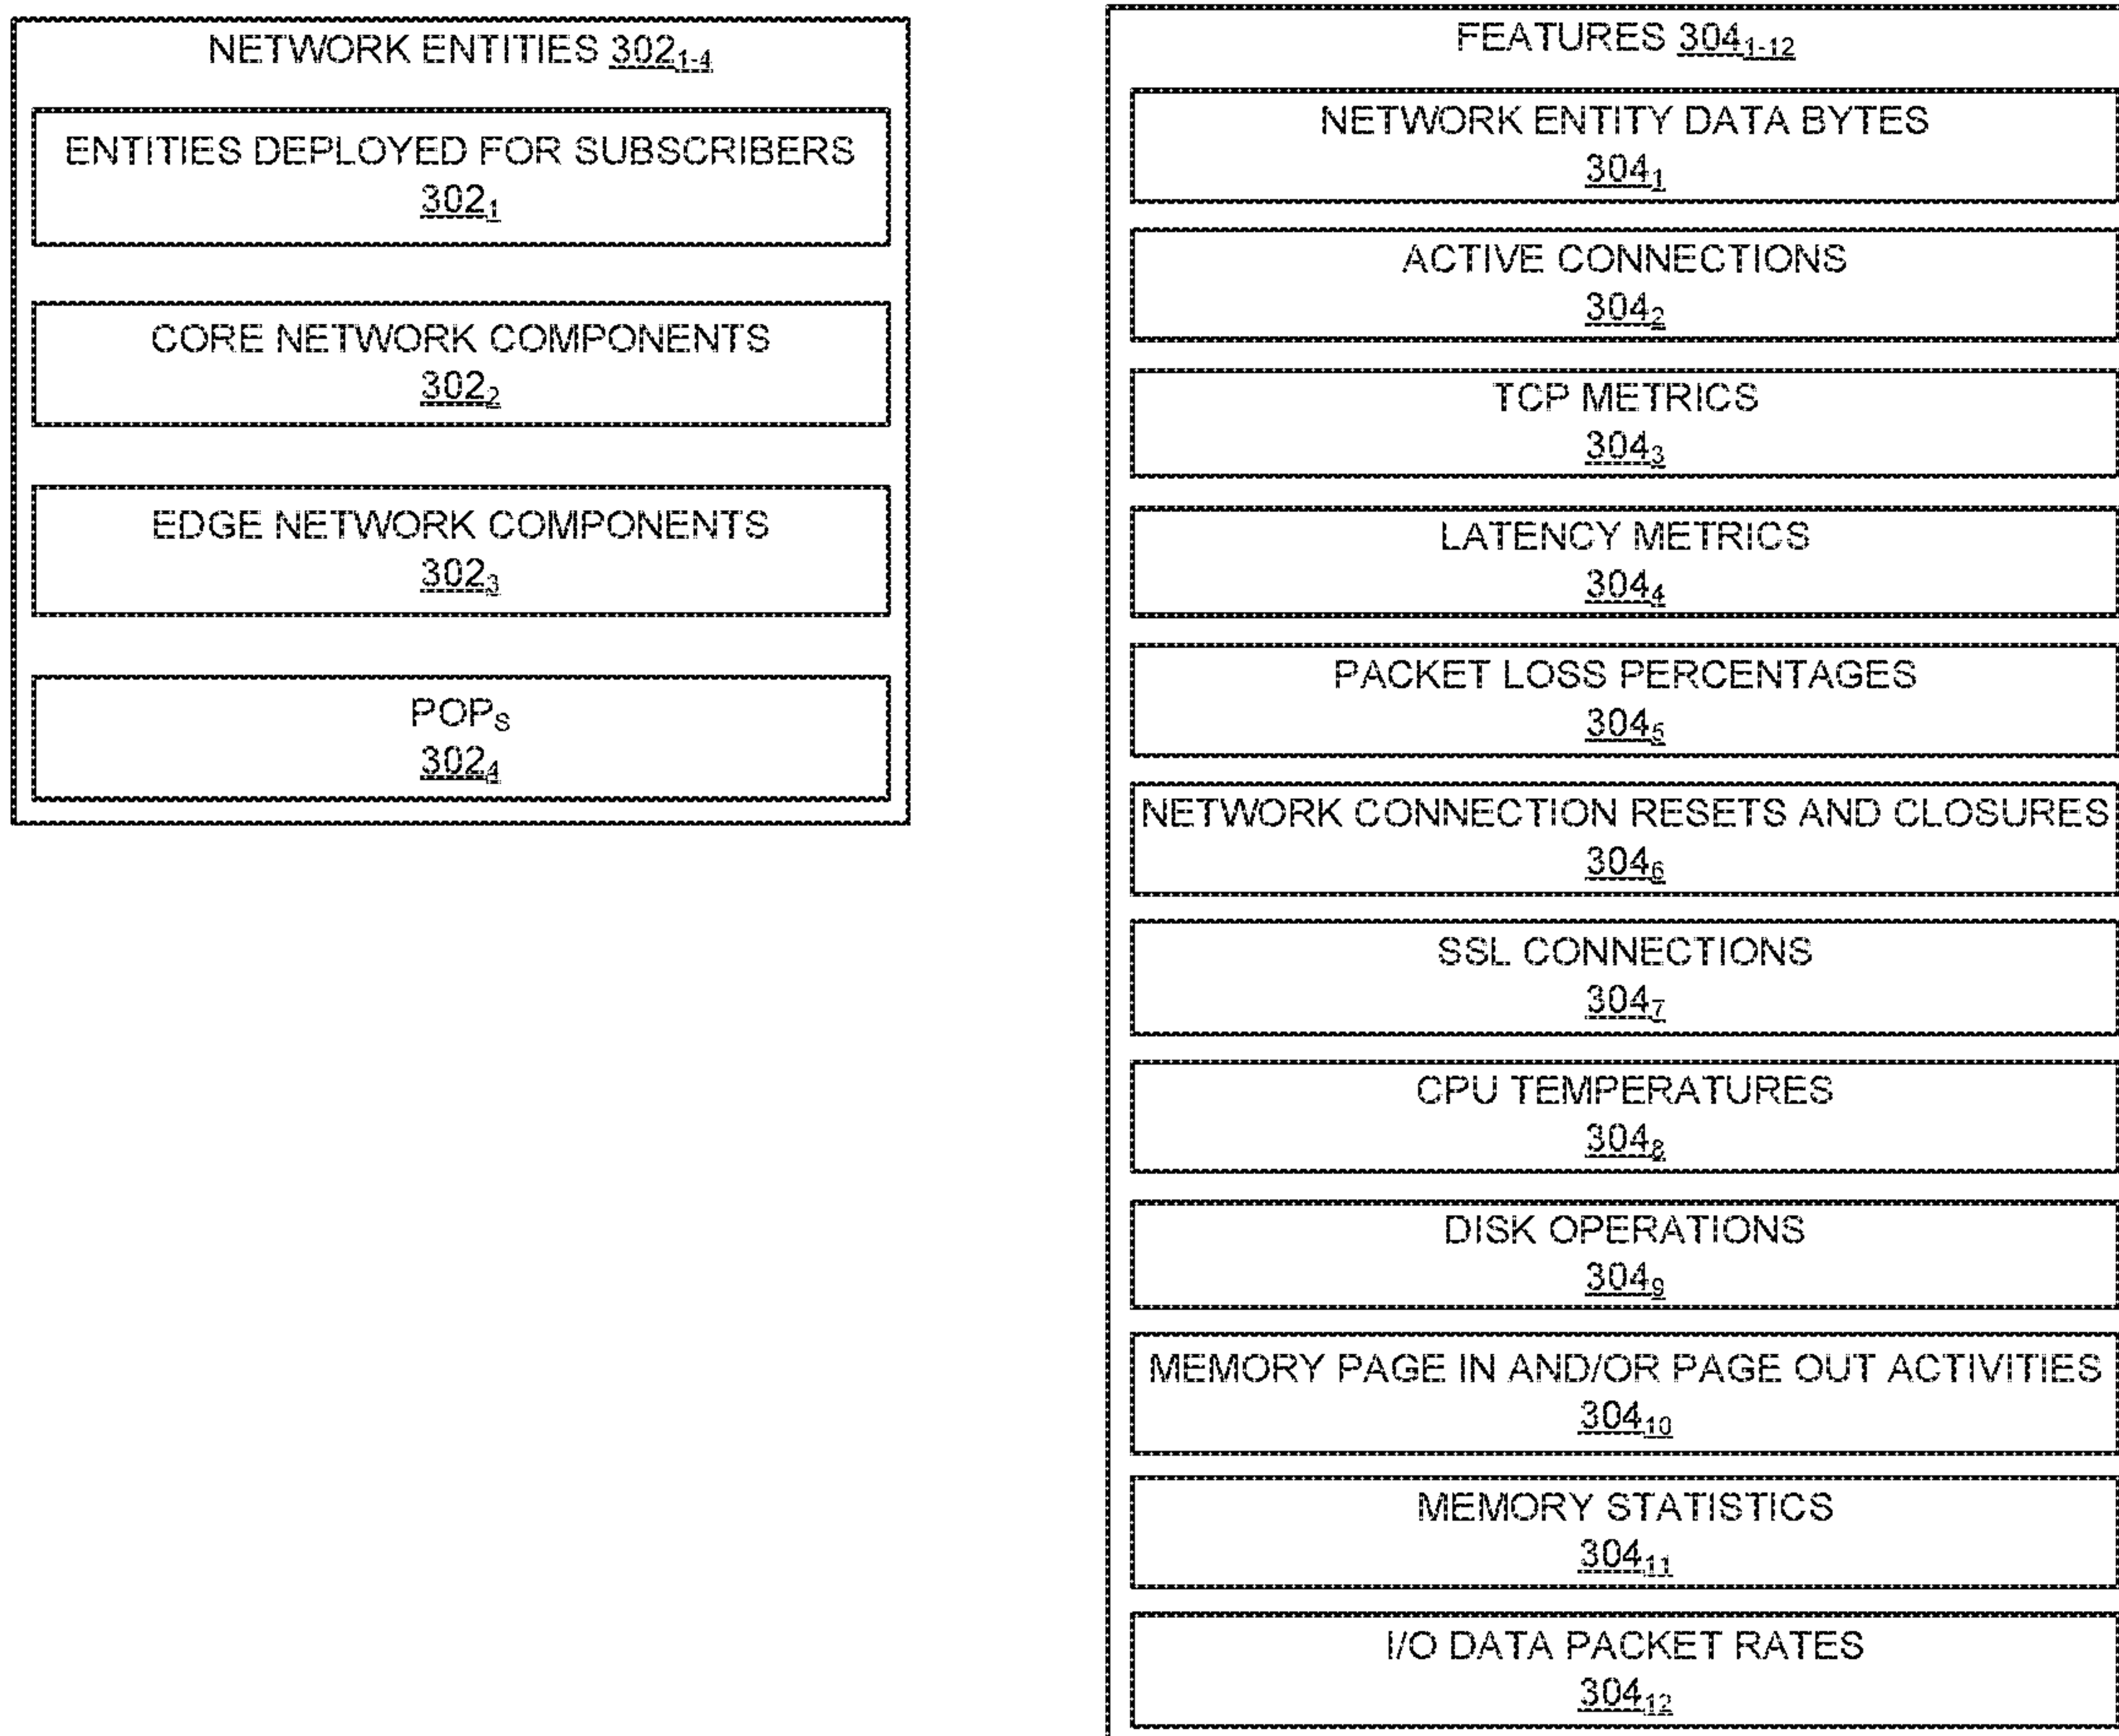 NETWORK ENTITIES 302₁₋₄
ENTITIES DEPLOYED FOR SUBSCRIBERS
302₁
CORE NETWORK COMPONENTS
302₂
EDGE NETWORK COMPONENTS
302₃
POPₛ
302₄
FEATURES 304₁₋₁₂
NETWORK ENTITY DATA BYTES
304₁
ACTIVE CONNECTIONS
304₂
TCP METRICS
304₃
LATENCY METRICS
304₄
PACKET LOSS PERCENTAGES
304₅
NETWORK CONNECTION RESETS AND CLOSURES
304₆
SSL CONNECTIONS
304₇
CPU TEMPERATURES
304₈
DISK OPERATIONS
304₉
MEMORY PAGE IN AND/OR PAGE OUT ACTIVITIES
304₁₀
MEMORY STATISTICS
304₁₁
I/O DATA PACKET RATES
304₁₂